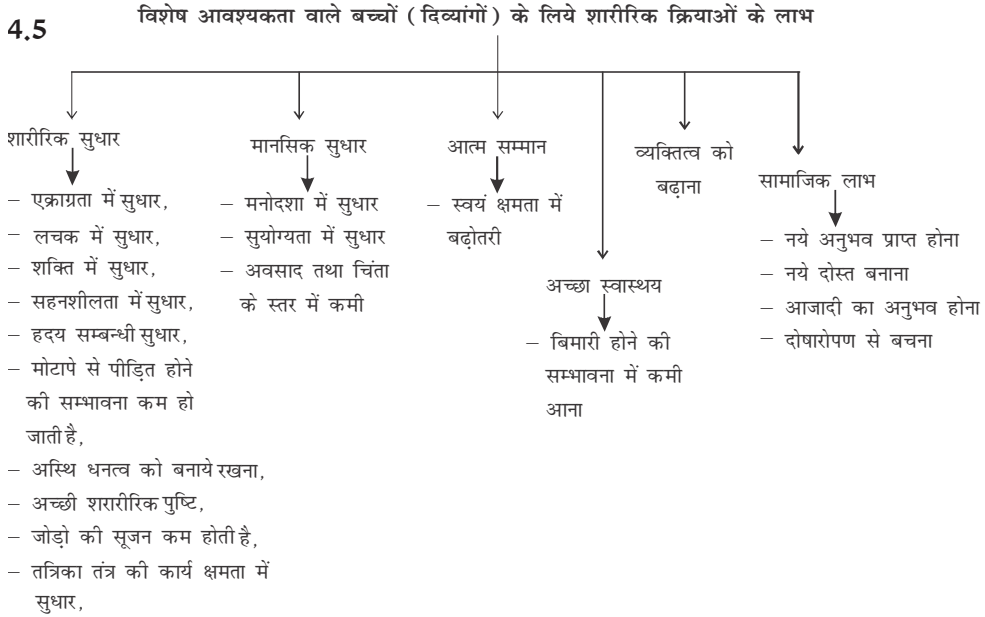 4.5
विशेष आवश्यकता वाले बच्चों (दिव्यांगों) के लिये शारीरिक क्रियाओं के लाभ
शारीरिक सुधार
– एक्राग्रता में सुधार,
– लचक में सुधार,
– शक्ति में सुधार,
– सहनशीलता में सुधार,
– हदय सम्बन्धी सुधार,
– मोटापे से पीड़ित होने
की सम्भावना कम हो
जाती है,
– अस्थि धनत्व को बनाये रखना,
– अच्छी शरारीरिक पुष्टि,
– जोड़ो की सूजन कम होती है,
– तत्रिका तंत्र की कार्य क्षमता में
सुधार,
मानसिक सुधार
– मनोदशा में सुधार
– सुयोग्यता में सुधार
– अवसाद तथा चिंता
के स्तर में कमी
आत्म सम्मान
– स्वयं क्षमता में
बढ़ोतरी
अच्छा स्वास्थय
– बिमारी होने की
सम्भावना में कमी
आना
व्यक्तित्व को
बढ़ाना
सामाजिक लाभ
– नये अनुभव प्राप्त होना
– नये दोस्त बनाना
– आजादी का अनुभव होना
– दोषारोपण से बचना